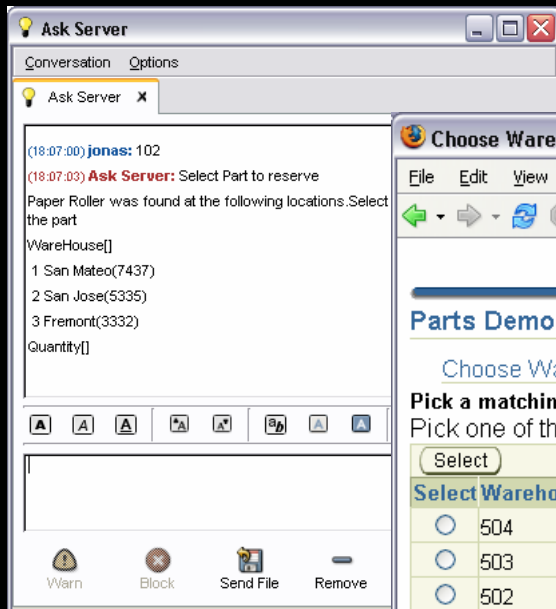 Ask Server
Conversation Options
Ask Server X
(18:07:00) jonas: 102
(18:07:03) Ask Server: Select Part to reserve
Paper Roller was found at the following locations.Select
the part
WareHouse[]
1 San Mateo(7437)
2 San Jose(5335)
3 Fremont(3332)
Quantity[]
A A A A A ab A A
Warn Block Send File Remove
Choose Ware
File Edit View
Parts Demo
Choose Wa
Pick a matchin
Pick one of th
Select
Select Wareho
504
503
502